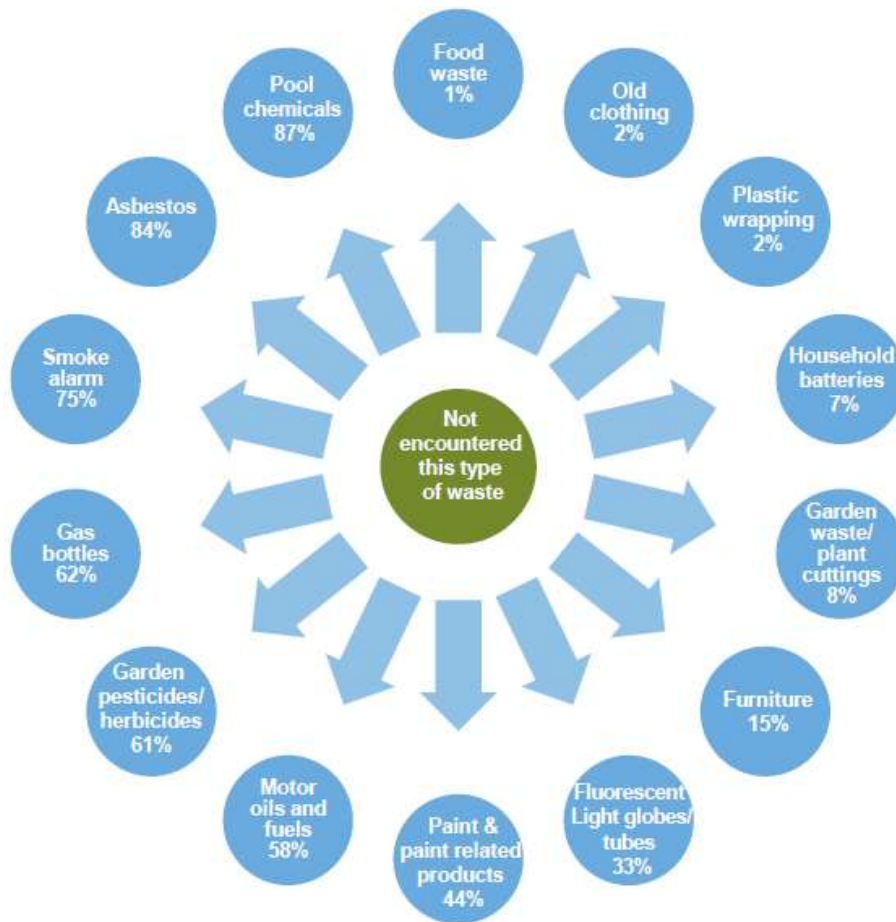 Food
waste
1%
Old
clothing
2%
Plastic
wrapping
2%
Household
batteries
7%
Garden
waste/
plant
cuttings
8%
Furniture
15%
Fluorescent
Light globes/
tubes
33%
Paint &
paint related
products
44%
Motor
oils and
fuels
58%
Garden
pesticides/
herbicides
61%
Gas
bottles
62%
Smoke
alarm
75%
Asbestos
84%
Pool
chemicals
87%
Not
encountered
this type
of waste